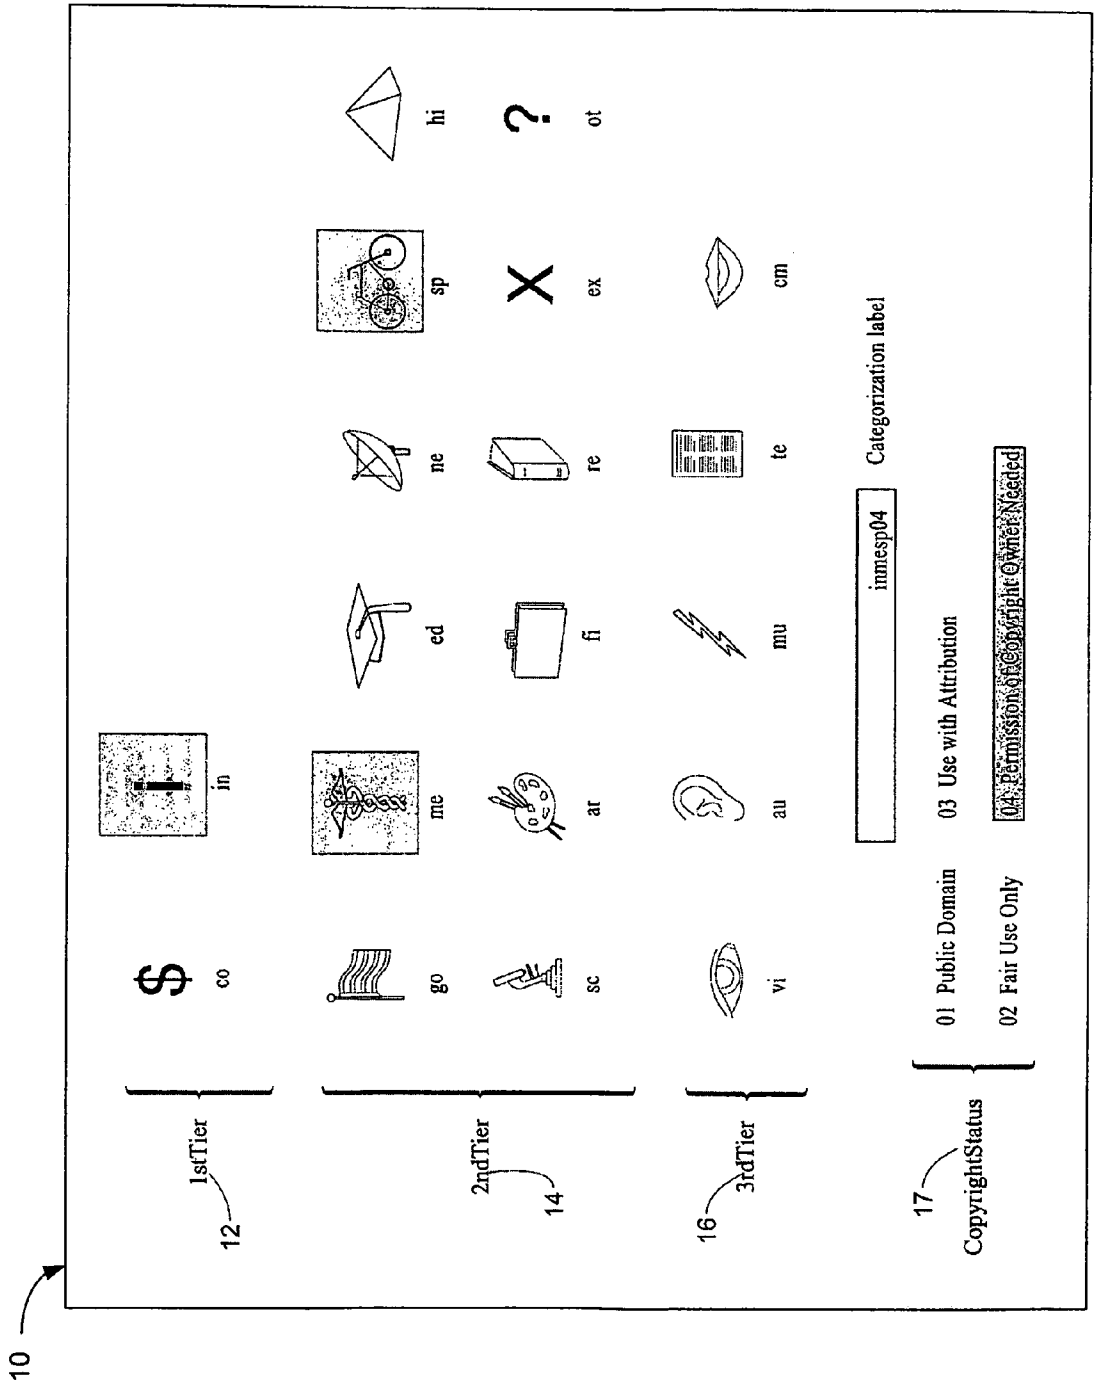 10
1stTier
12
$
I
co
in
2ndTier
14
go
me
ed
ne
sp
hi
X
?
sc
ar
fi
re
ex
ot
3rdTier
16
vi
au
mu
te
cm
inmesp04
Categorization label
CopyrightStatus
17
01 Public Domain
03 Use with Attribution
02 Fair Use Only
04 Permission of Copyright Owner Needed